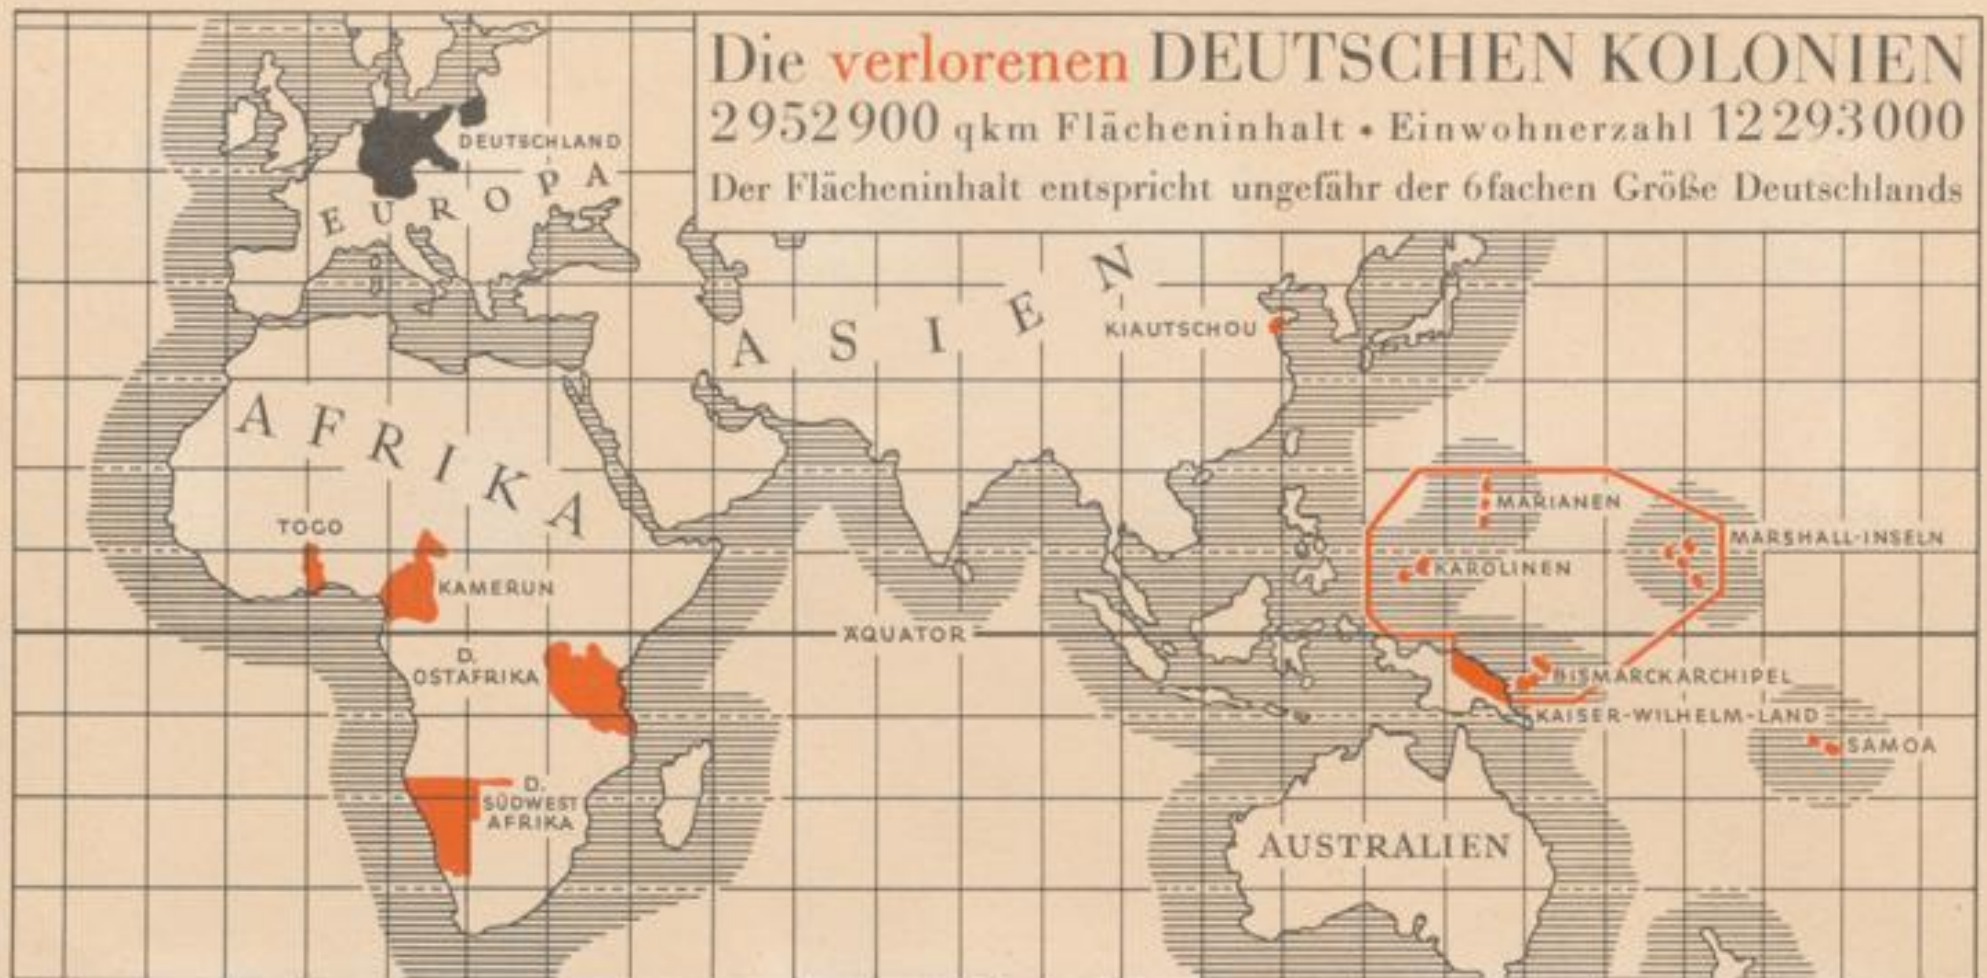 Die verlorenen DEUTSCHEN KOLONIEN
2952900 qkm Flächeninhalt • Einwohnerzahl 12293000
Der Flächeninhalt entspricht ungefähr der 6fachen Größe Deutschlands
DEUTSCHLAND
EUROPA
ASIEN
KIAUTSCHOU
AFRIKA
TOGO
KAMERUN
MARIANEN
MARSHALL-INSELN
KAROLINEN
ÄQUATOR
D.
OSTAFRIKA
BISMARCKARCHIPEL
KAISER-WILHELM-LAND
SAMOA
D.
SÜDWEST
AFRIKA
AUSTRALIEN